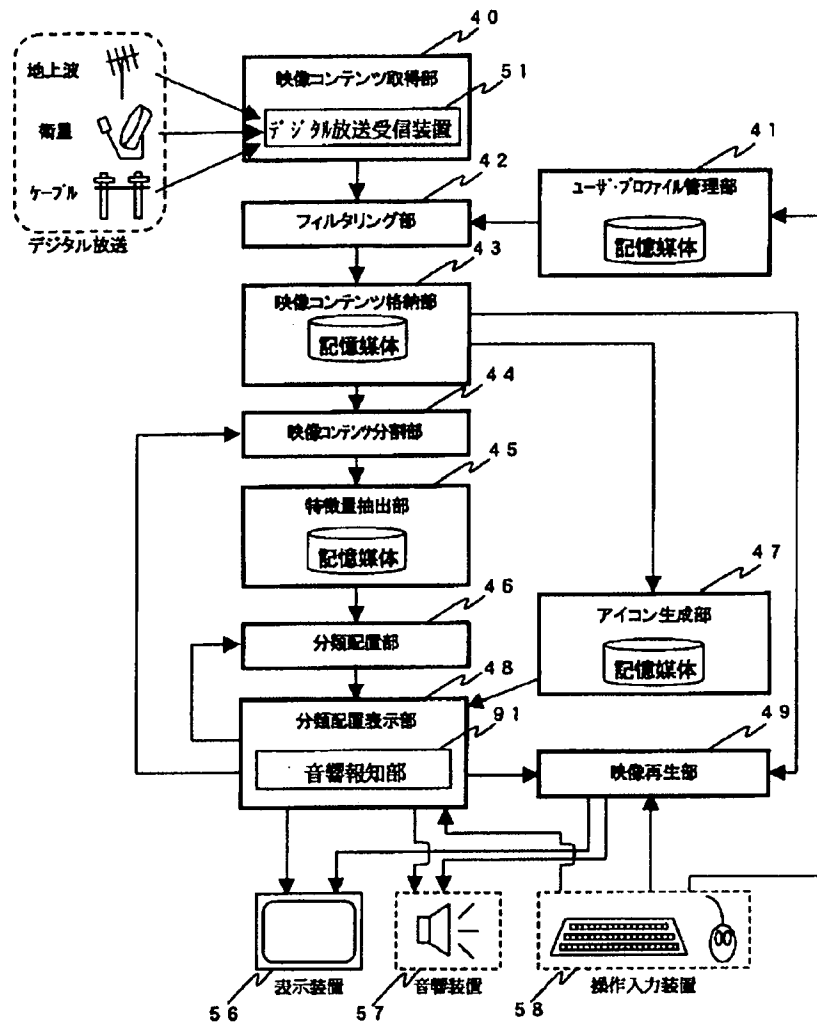 40
映像コンテンツ取得部
51
デジタル放送受信装置
地上波
衛星
ケーブル
デジタル放送
42
フィルタリング部
41
ユーザ・プロファイル管理部
記憶媒体
43
映像コンテンツ格納部
記憶媒体
44
映像コンテンツ分割部
45
特徴量抽出部
記憶媒体
46
分類配置部
47
アイコン生成部
記憶媒体
48
分類配置表示部
91
音響報知部
49
映像再生部
56
表示装置
57
音響装置
58
操作入力装置